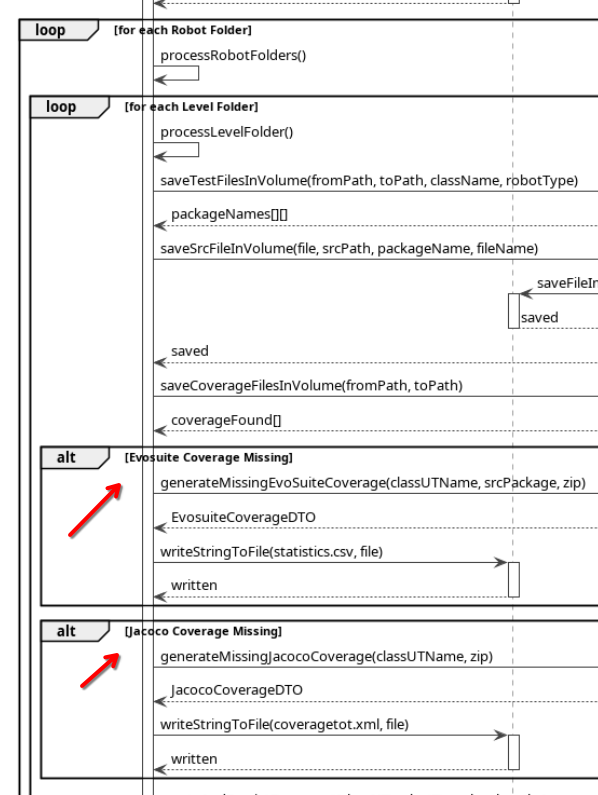 loop [for each Robot Folder]
processRobotFolders()
loop [for each Level Folder]
processLevelFolder()
saveTestFilesInVolume(fromPath, toPath, className, robotType)
packageNames[][]
saveSrcFileInVolume(file, srcPath, packageName, fileName)
saveFileIn
saved
saved
saveCoverageFilesInVolume(fromPath, toPath)
coverageFound[]
alt [Evosuite Coverage Missing]
generateMissingEvoSuiteCoverage(classUTName, srcPackage, zip)
EvosuiteCoverageDTO
writeStringToFile(statistics.csv, file)
written
alt [Jacoco Coverage Missing]
generateMissingJacocoCoverage(classUTName, zip)
JacocoCoverageDTO
writeStringToFile(coveragetot.xml, file)
written